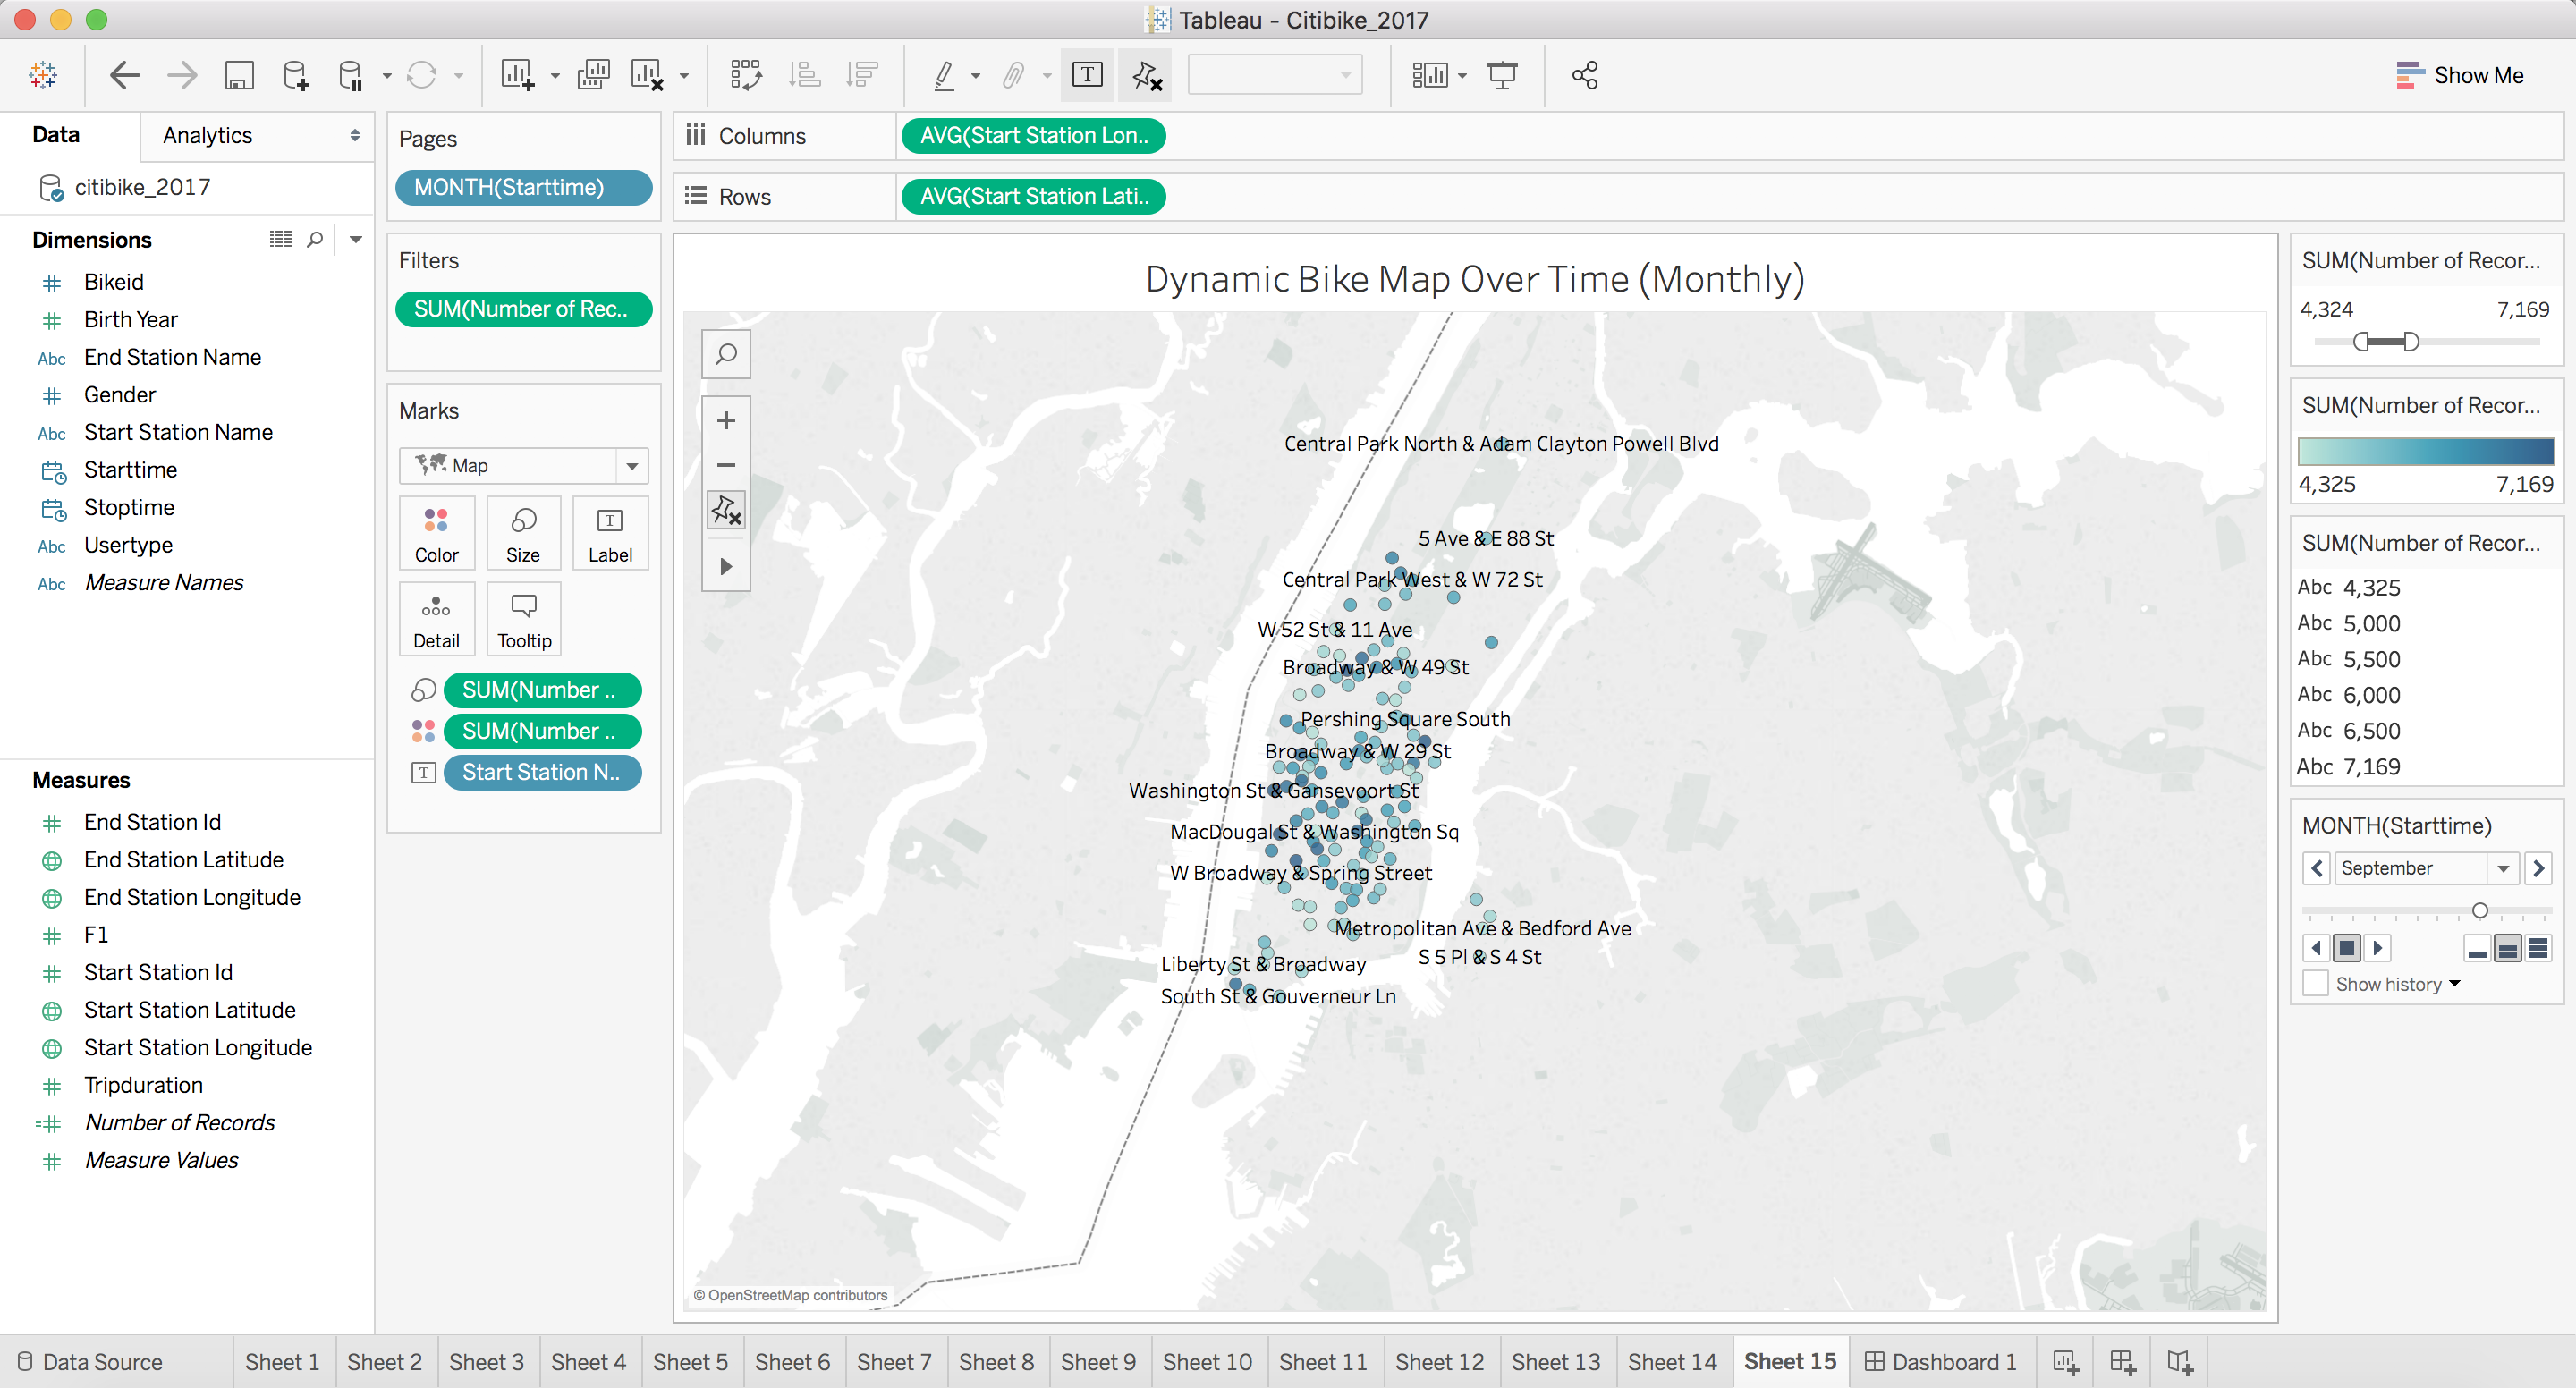 Tableau - Citibike_2017
Show Me
Data
Analytics
citibike_2017
Dimensions
# Bikeid
# Birth Year
Abc End Station Name
# Gender
Abc Start Station Name
Starttime
Stoptime
Abc Usertype
Abc Measure Names
Measures
# End Station Id
End Station Latitude
End Station Longitude
# F1
# Start Station Id
Start Station Latitude
Start Station Longitude
# Tripduration
=# Number of Records
# Measure Values
Pages
MONTH(Starttime)
Filters
SUM(Number of Rec..
Marks
Map
Color
Size
T
Label
Detail
Tooltip
SUM(Number ..
SUM(Number ..
T Start Station N..
Columns
AVG(Start Station Lon..
Rows
AVG(Start Station Lati..
Dynamic Bike Map Over Time (Monthly)
Central Park North & Adam Clayton Powell Blvd
5 Ave & E 88 St
Central Park West & W 72 St
W 52 St & 11 Ave
Broadway & W 49 St
Pershing Square South
Broadway & W 29 St
Washington St & Gansevoort St
MacDougal St & Washington Sq
W Broadway & Spring Street
Metropolitan Ave & Bedford Ave
S 5 Pl & S 4 St
Liberty St & Broadway
South St & Gouverneur Ln
© OpenStreetMap contributors
SUM(Number of Recor...
4,324 7,169
SUM(Number of Recor...
4,325 7,169
SUM(Number of Recor...
Abc 4,325
Abc 5,000
Abc 5,500
Abc 6,000
Abc 6,500
Abc 7,169
MONTH(Starttime)
September
Show history
Data Source
Sheet 1
Sheet 2
Sheet 3
Sheet 4
Sheet 5
Sheet 6
Sheet 7
Sheet 8
Sheet 9
Sheet 10
Sheet 11
Sheet 12
Sheet 13
Sheet 14
Sheet 15
Dashboard 1